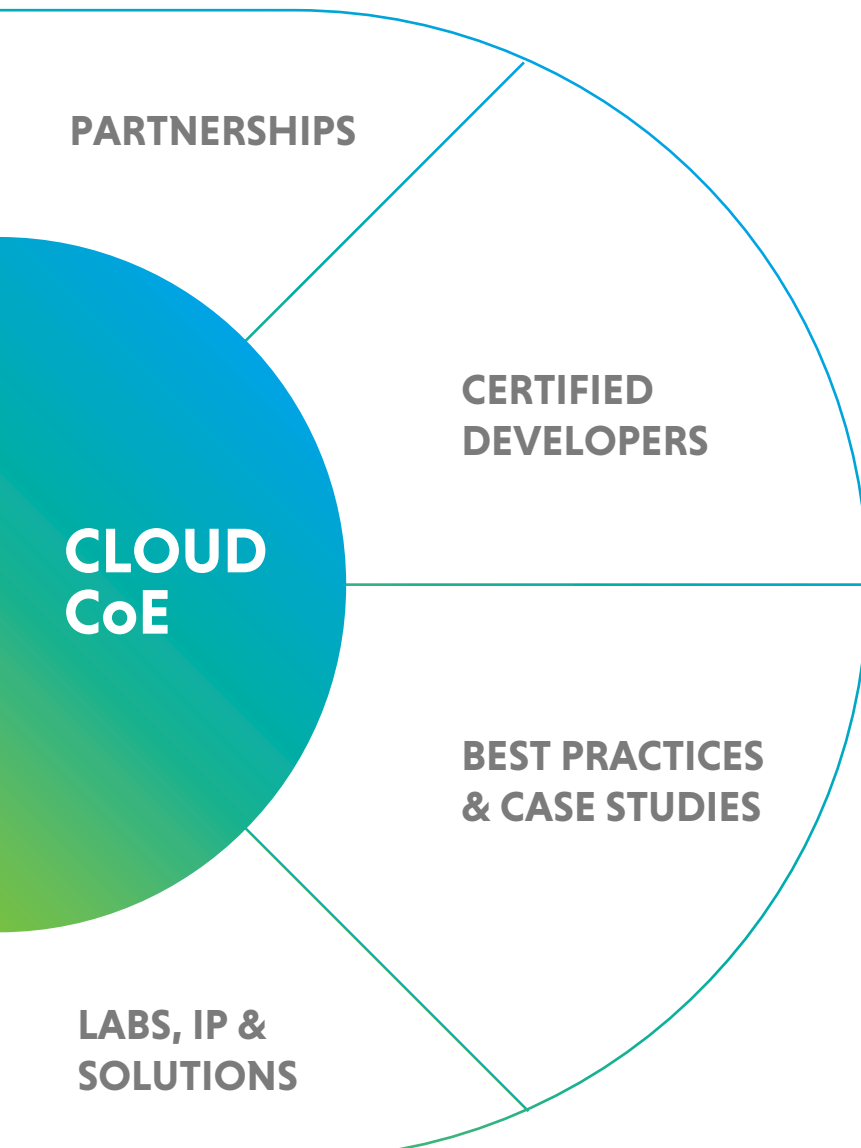 PARTNERSHIPS
CERTIFIED
DEVELOPERS
CLOUD
CoE
BEST PRACTICES
& CASE STUDIES
LABS, IP &
SOLUTIONS